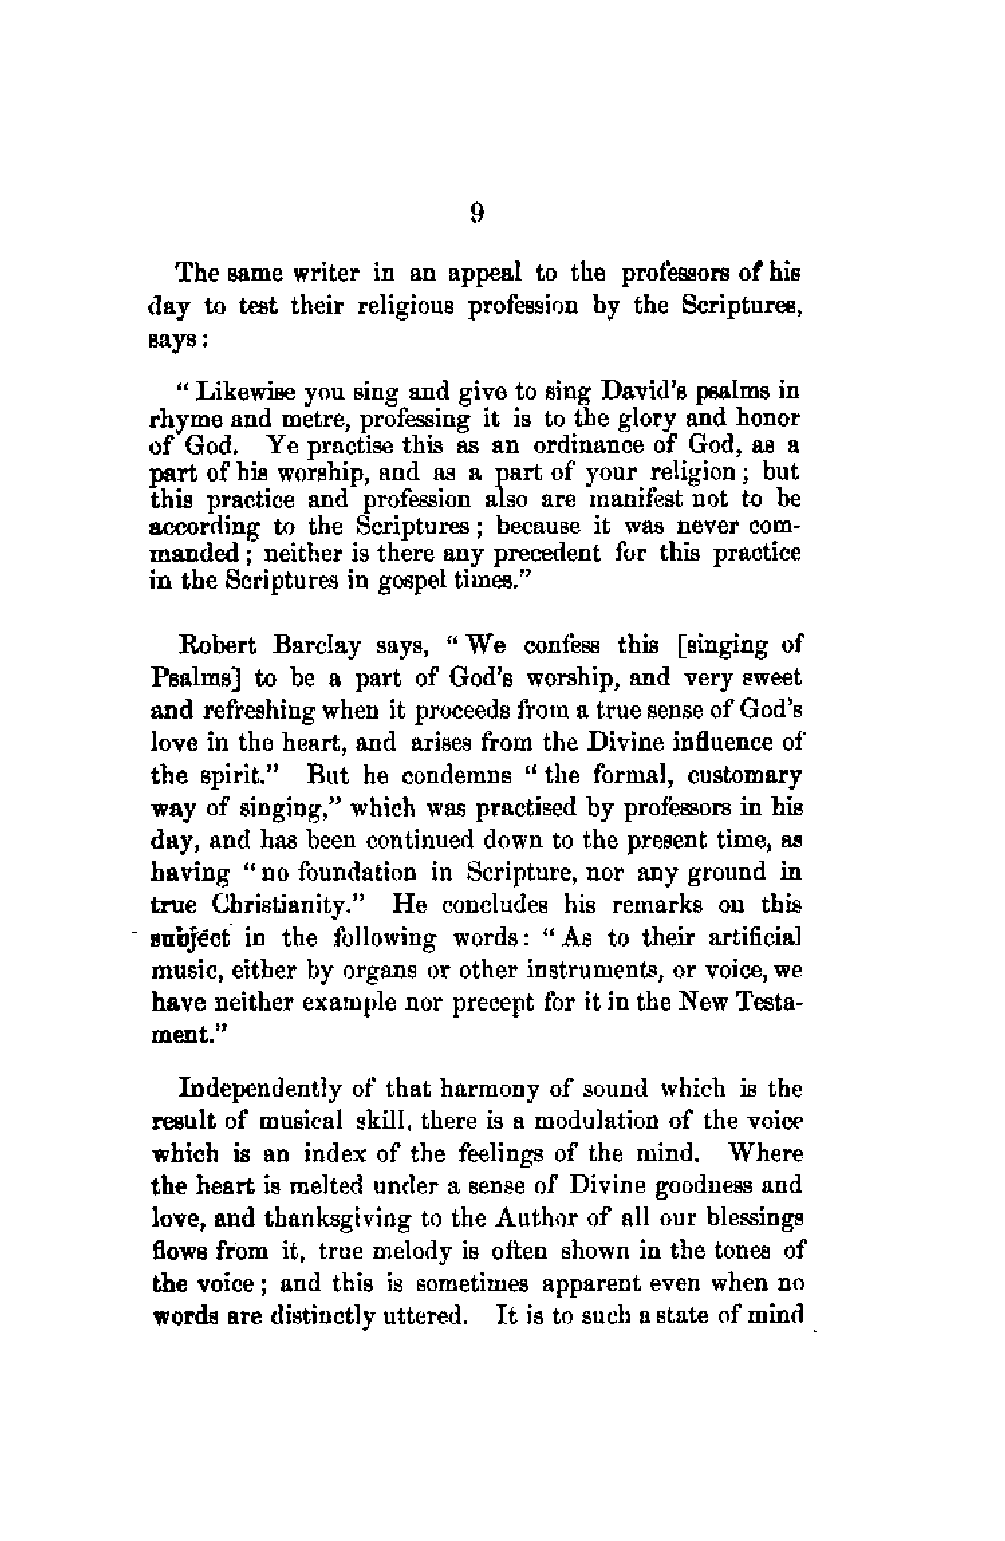 9
The same writer in an appeal to the professors of his
day to test their religious profession by the Scriptures,
says:
“ Likewise you sing and give to sing David's psalms in
rhyme and metre, professing it is to the glory and honor
of God. Ye practise this as an ordinance of God, as a
part of his worship, and as a part of your religion; but
this practice and profession also are manifest not to be
according to the Scriptures; because it was never com-
manded; neither is there any precedent for this practice
in the Scriptures in gospel times.”
Robert Barclay says, “ We confess this [singing of
Psalms] to be a part of God's worship, and very sweet
and refreshing when it proceeds from a true sense of God's
love in the heart, and arises from the Divine influence of
the spirit.” But he condemns “ the formal, customary
way of singing,” which was practised by professors in his
day, and has been continued down to the present time, as
having “ no foundation in Scripture, nor any ground in
true Christianity.” He concludes his remarks on this
subject in the following words: “ As to their artificial
music, either by organs or other instruments, or voice, we
have neither example nor precept for it in the New Testa-
ment.”
Independently of that harmony of sound which is the
result of musical skill, there is a modulation of the voice
which is an index of the feelings of the mind. Where
the heart is melted under a sense of Divine goodness and
love, and thanksgiving to the Author of all our blessings
flows from it, true melody is often shown in the tones of
the voice; and this is sometimes apparent even when no
words are distinctly uttered. It is to such a state of mind